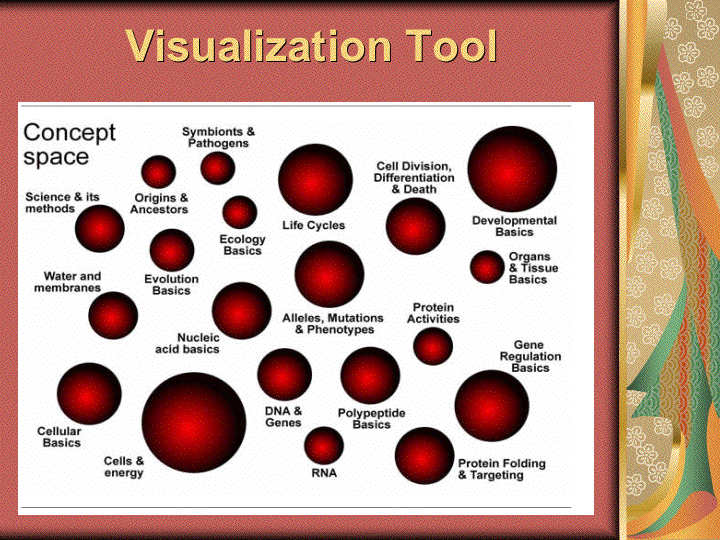 Visualization Tool
Concept
space
Symbionts &
Pathogens
Cell Division,
Differentiation
& Death
Science & its
methods
Origins &
Ancestors
Life Cycles
Developmental
Basics
Ecology
Basics
Organs
& Tissue
Basics
Water and
membranes
Evolution
Basics
Alleles, Mutations
& Phenotypes
Protein
Activities
Nucleic
acid basics
Gene
Regulation
Basics
DNA &
Genes
Polypeptide
Basics
Cellular
Basics
Cells &
energy
RNA
Protein Folding
& Targeting